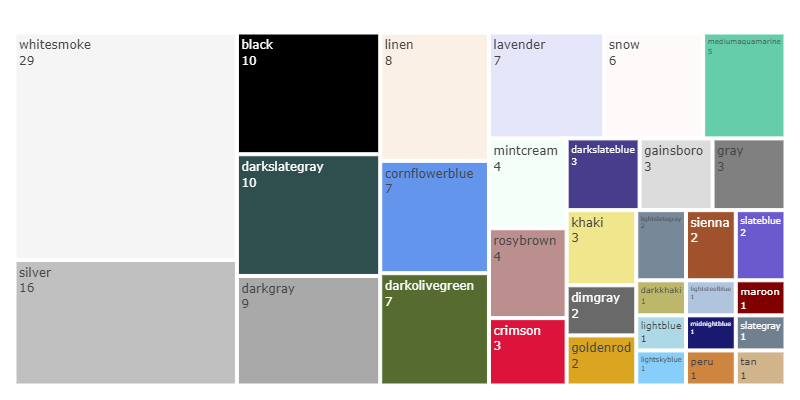 whitesmoke
29
silver
16
black
10
darkslategray
10
darkgray
9
linen
8
cornflowerblue
7
darkolivegreen
7
lavender
7
snow
6
mediumaquamarine
5
mintcream
4
rosybrown
4
crimson
3
darkslateblue
3
gainsboro
3
gray
3
khaki
3
dimgray
2
goldenrod
2
lightslategray
2
sienna
2
slateblue
2
darkkhaki
1
lightsteelblue
1
maroon
1
lightblue
1
midnightblue
1
slategray
1
lightskyblue
1
peru
1
tan
1